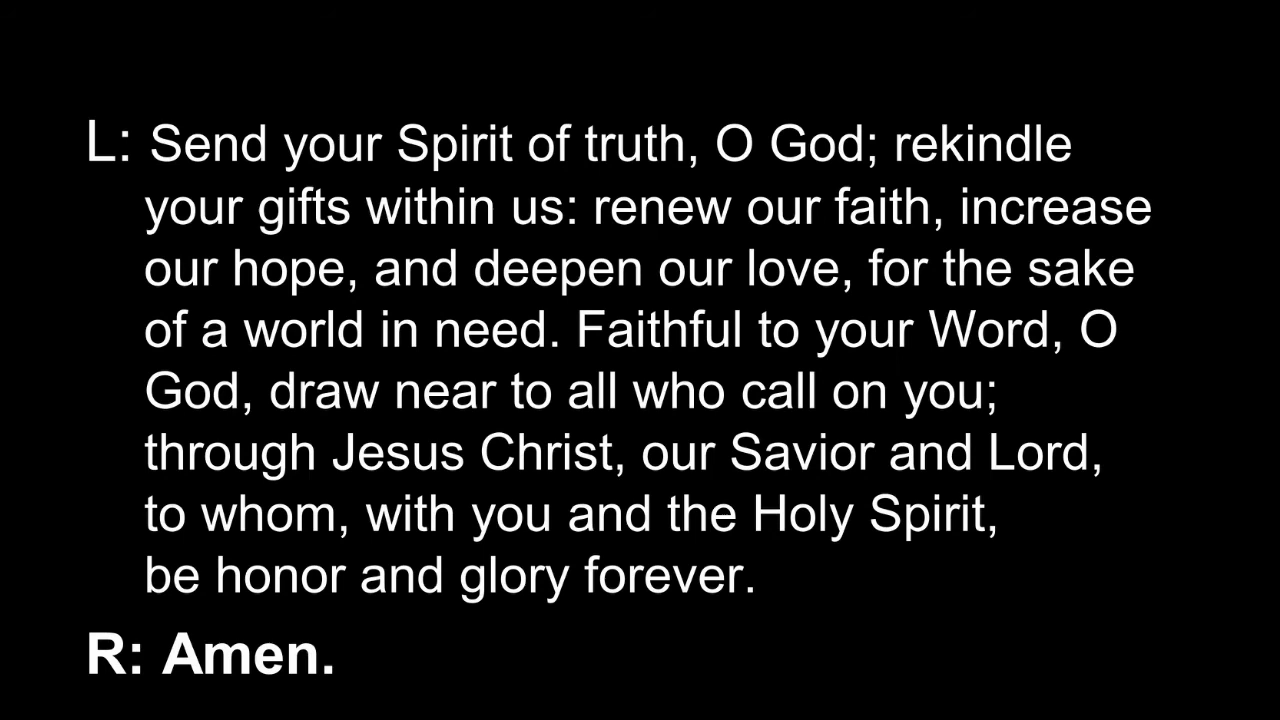 L: Send your Spirit of truth, O God; rekindle
your gifts within us: renew our faith, increase
our hope, and deepen our love, for the sake
of a world in need. Faithful to your Word, O
God, draw near to all who call on you;
through Jesus Christ, our Savior and Lord,
to whom, with you and the Holy Spirit,
be honor and glory forever.
R: Amen.